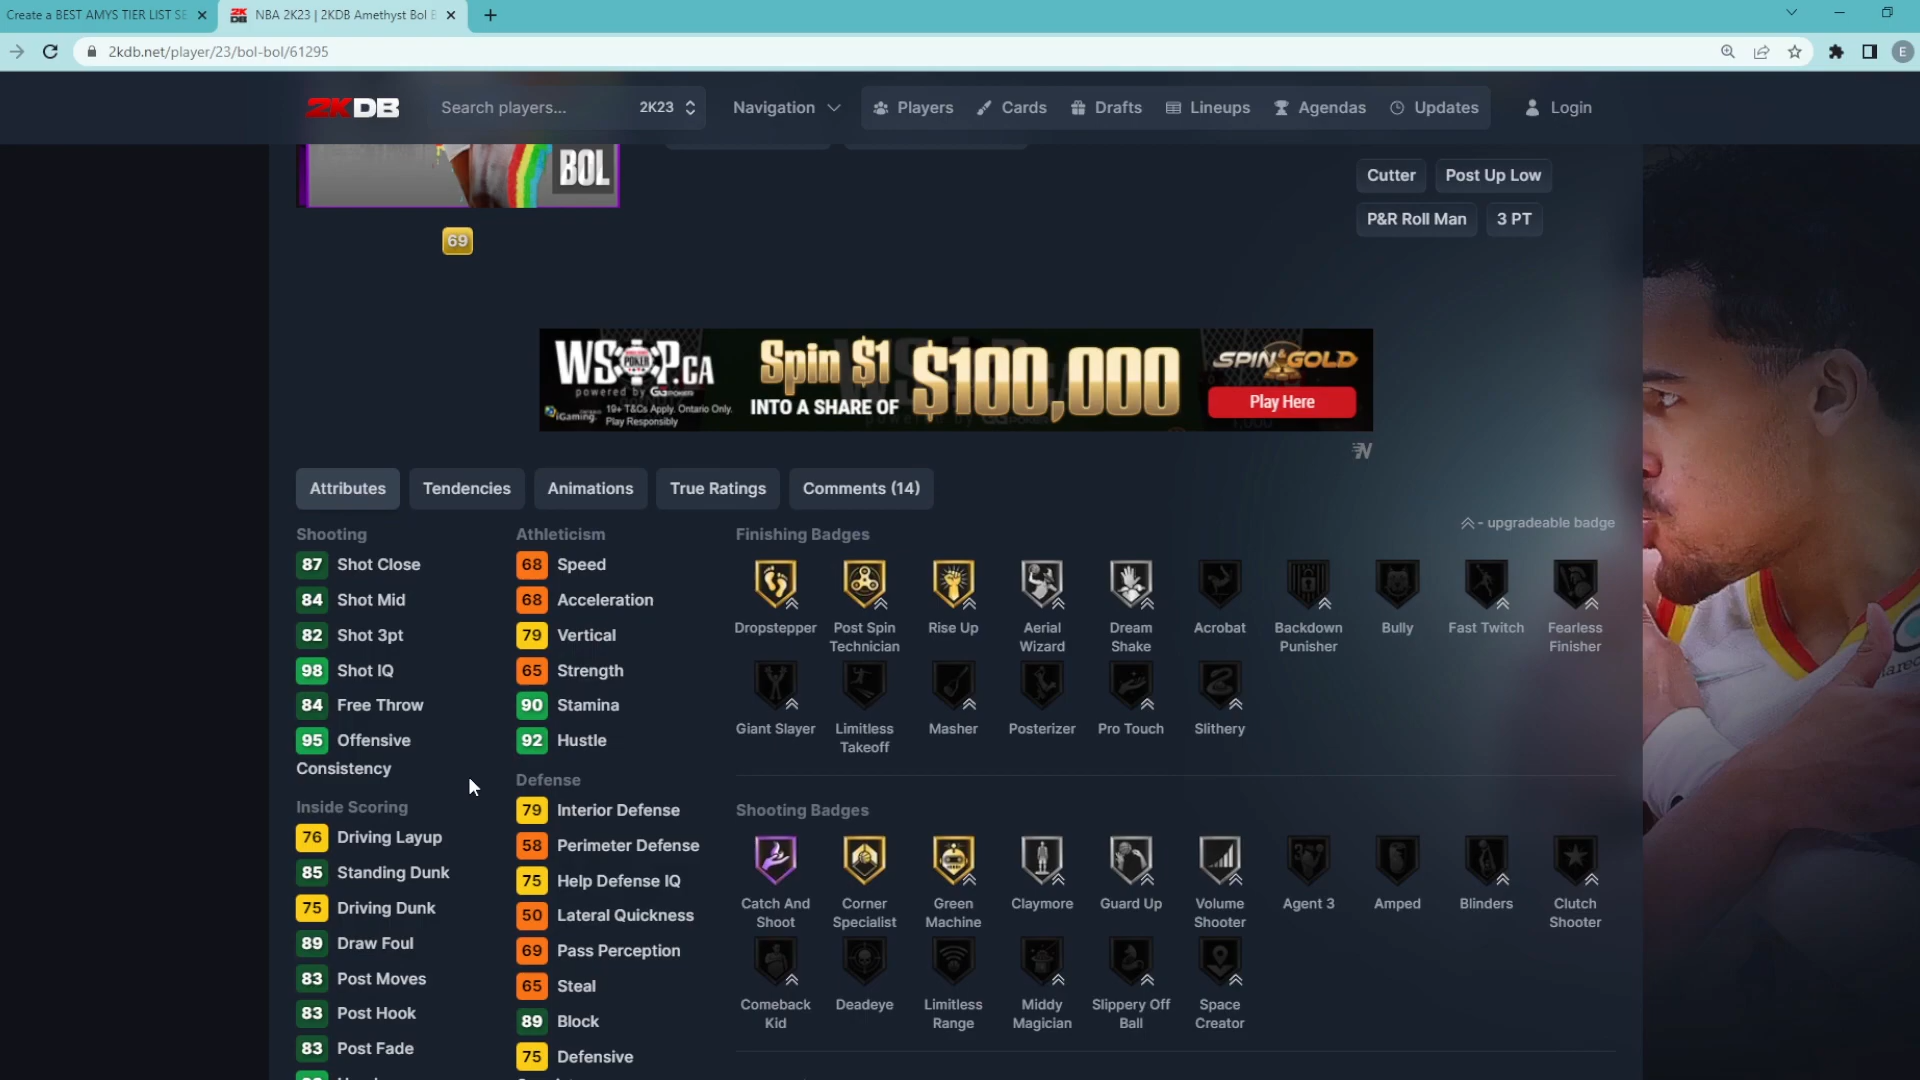 Create a BEST AMYS TIER LIST SE
NBA 2K23 | 2KDB Amethyst Bol B
2kdb.net/player/23/bol-bol/61295
E
2KDB
Search players...
2K23
Navigation
Players
Cards
Drafts
Lineups
Agendas
Updates
Login
BOL
69
Cutter
Post Up Low
P&R Roll Man
3 PT
WSOP.CA
powered by GGPOKER
iGaming
19+ T&Cs Apply. Ontario Only.
Play Responsibly
Spin $1
INTO A SHARE OF
$100,000
SPIN&GOLD
Play Here
Attributes
Tendencies
Animations
True Ratings
Comments (14)
- upgradeable badge
Shooting
87 Shot Close
84 Shot Mid
82 Shot 3pt
98 Shot IQ
84 Free Throw
95 Offensive
Consistency
Inside Scoring
76 Driving Layup
85 Standing Dunk
75 Driving Dunk
89 Draw Foul
83 Post Moves
83 Post Hook
83 Post Fade
Athleticism
68 Speed
68 Acceleration
79 Vertical
65 Strength
90 Stamina
92 Hustle
Defense
79 Interior Defense
58 Perimeter Defense
75 Help Defense IQ
50 Lateral Quickness
69 Pass Perception
65 Steal
89 Block
75 Defensive
Finishing Badges
Dropstepper
Post Spin
Technician
Rise Up
Aerial
Wizard
Dream
Shake
Acrobat
Backdown
Punisher
Bully
Fast Twitch
Fearless
Finisher
Giant Slayer
Limitless
Takeoff
Masher
Posterizer
Pro Touch
Slithery
Shooting Badges
Catch And
Shoot
Corner
Specialist
Green
Machine
Claymore
Guard Up
Volume
Shooter
Agent 3
Amped
Blinders
Clutch
Shooter
Comeback
Kid
Deadeye
Limitless
Range
Middy
Magician
Slippery Off
Ball
Space
Creator